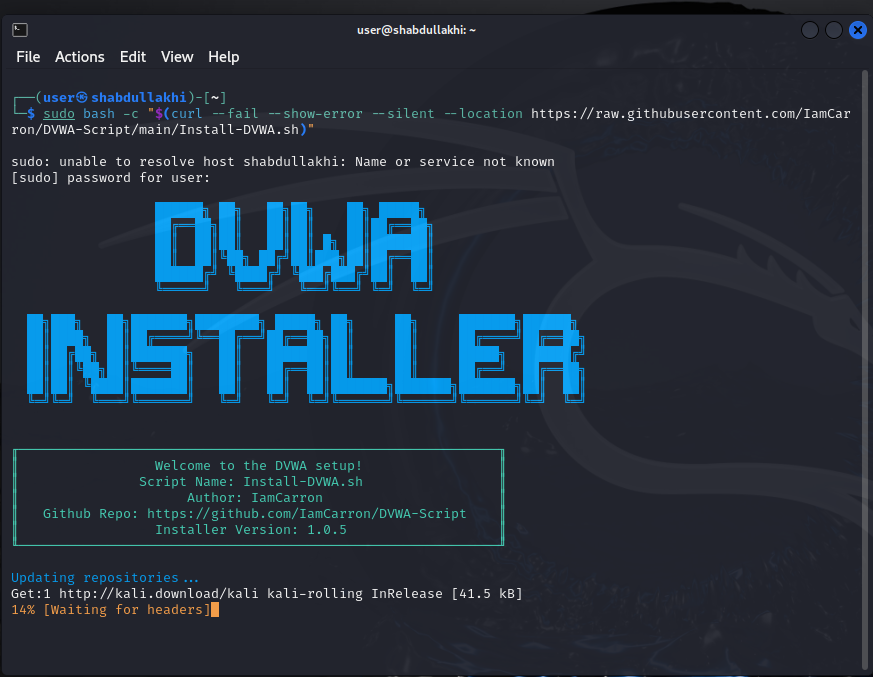 user@shabdullakhi: ~
File Actions Edit View Help
┌──(user㉿shabdullakhi)-[~]
└─$ sudo bash -c "$(curl --fail --show-error --silent --location https://raw.githubusercontent.com/IamCar
ron/DVWA-Script/main/Install-DVWA.sh)"
sudo: unable to resolve host shabdullakhi: Name or service not known
[sudo] password for user:
DVWA
INSTALLER
Welcome to the DVWA setup!
Script Name: Install-DVWA.sh
Author: IamCarron
Github Repo: https://github.com/IamCarron/DVWA-Script
Installer Version: 1.0.5
Updating repositories...
Get:1 http://kali.download/kali kali-rolling InRelease [41.5 kB]
14% [Waiting for headers]